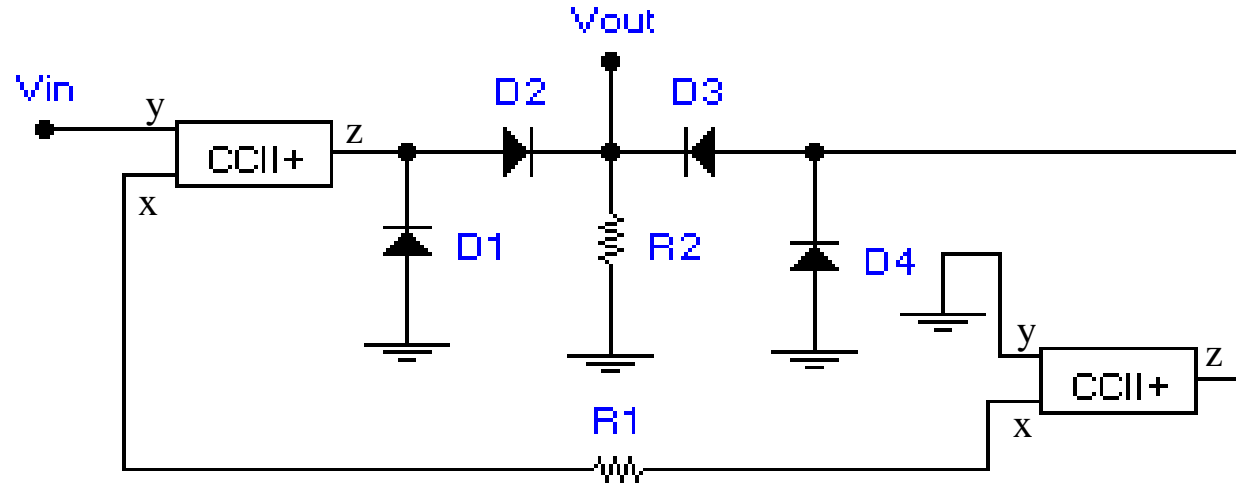 Vout
Vin
y
D2
D3
z
CCII+
x
D1
R2
D4
y
z
CCII+
x
R1